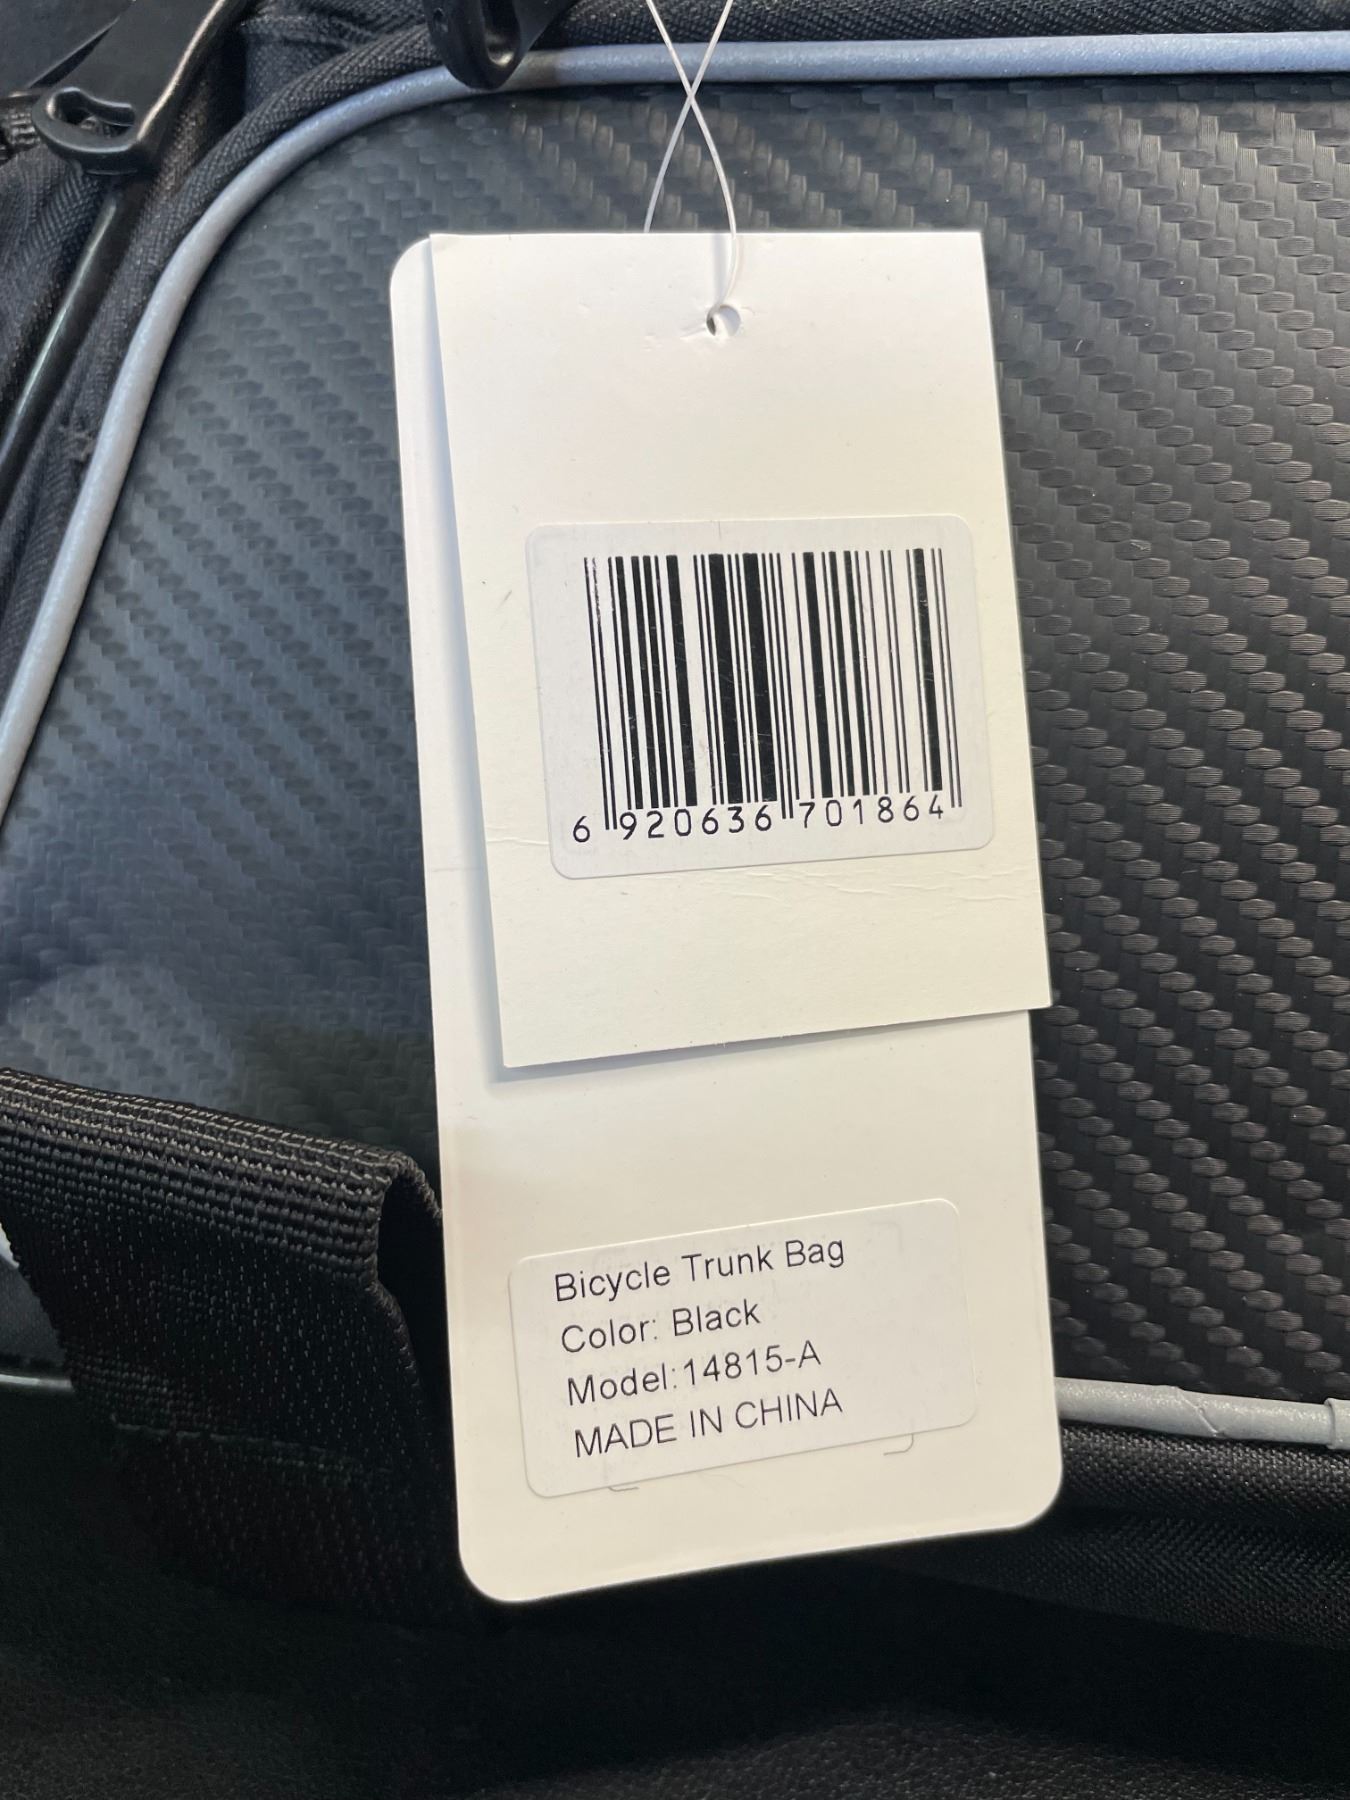 6 920636 701864
Bicycle Trunk Bag
Color: Black
Model:14815-A
MADE IN CHINA